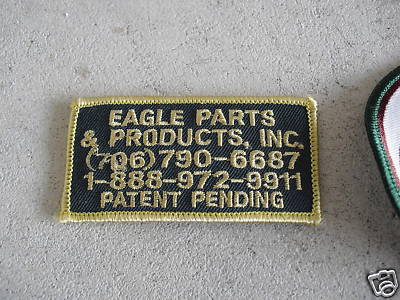 EAGLE PARTS
& PRODUCTS, INC.
(706)790-6687
1-888-972-9911
PATENT PENDING